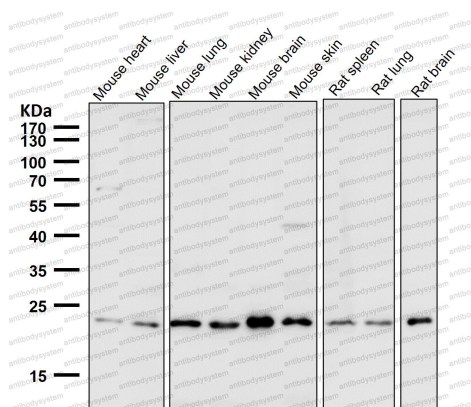 Mouse heart
Mouse liver
Mouse lung
Mouse kidney
Mouse brain
Mouse skin
Rat spleen
Rat lung
Rat brain
KDa
170
130
100
70
55
40
35
25
15
antibodysystem